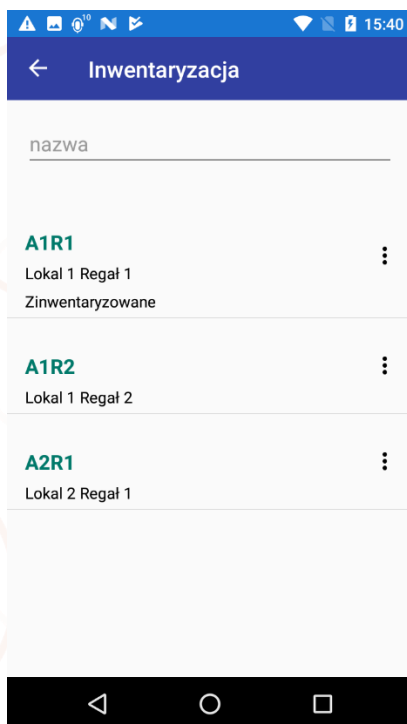 15:40
Inwentaryzacja
nazwa
A1R1
Lokal 1 Regał 1
Zinwentaryzowane
A1R2
Lokal 1 Regał 2
A2R1
Lokal 2 Regał 1